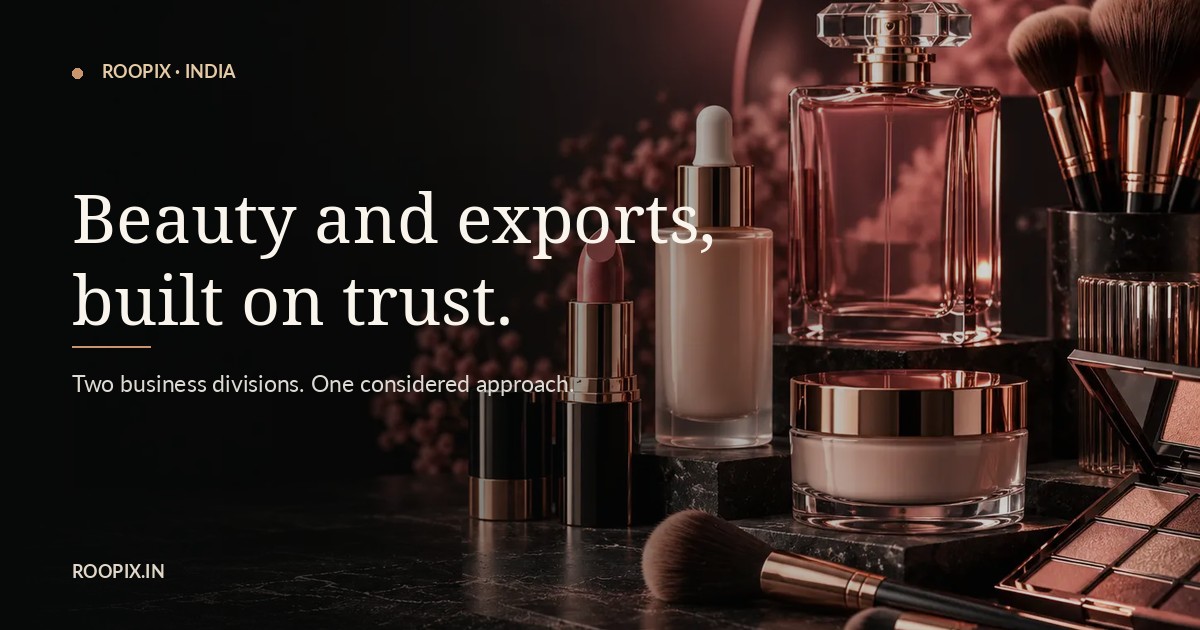 ROOPIX · INDIA
Beauty and exports,
built on trust.
Two business divisions. One considered approach.
ROOPIX.IN